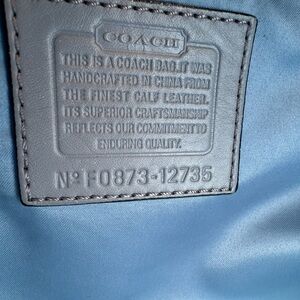 COACH
THIS IS A COACH BAG. IT WAS
HANDCRAFTED IN CHINA FROM
THE FINEST CALF LEATHER.
ITS SUPERIOR CRAFTSMANSHIP
REFLECTS OUR COMMITMENT TO
ENDURING QUALITY.
Nº F0873-12735